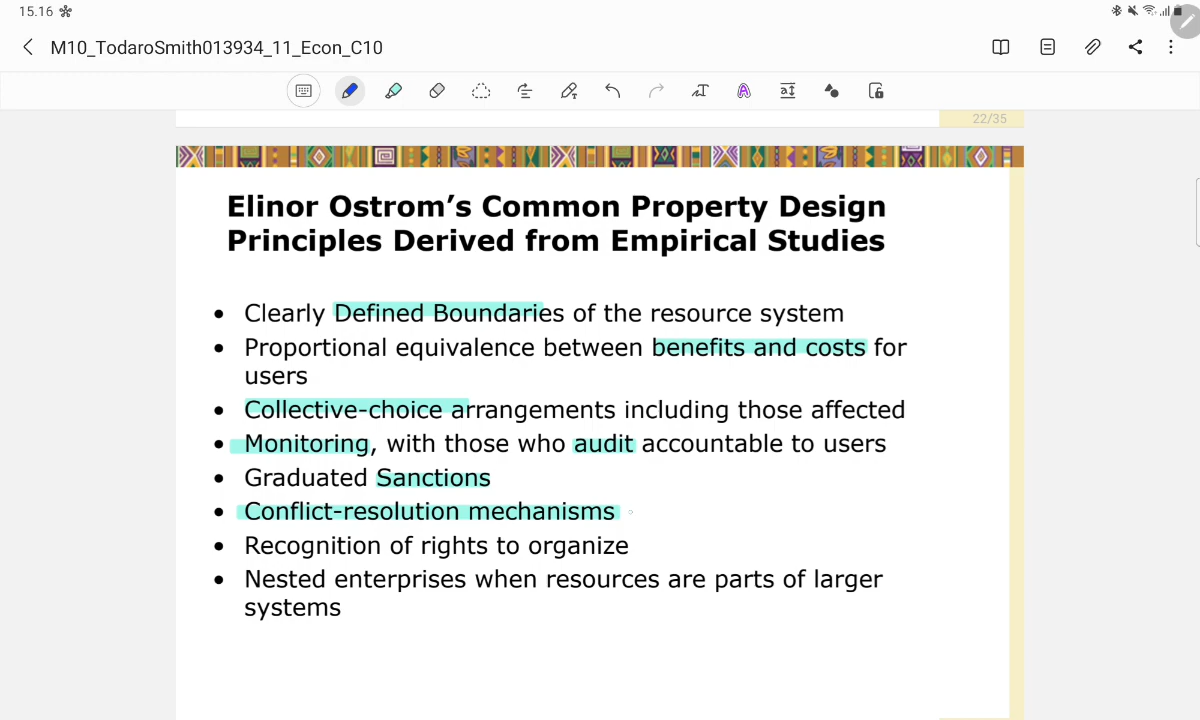 15.16
M10_TodaroSmith013934_11_Econ_C10
22/35
Elinor Ostrom’s Common Property Design
Principles Derived from Empirical Studies
• Clearly Defined Boundaries of the resource system
• Proportional equivalence between benefits and costs for
users
• Collective-choice arrangements including those affected
• Monitoring, with those who audit accountable to users
• Graduated Sanctions
• Conflict-resolution mechanisms
• Recognition of rights to organize
• Nested enterprises when resources are parts of larger
systems